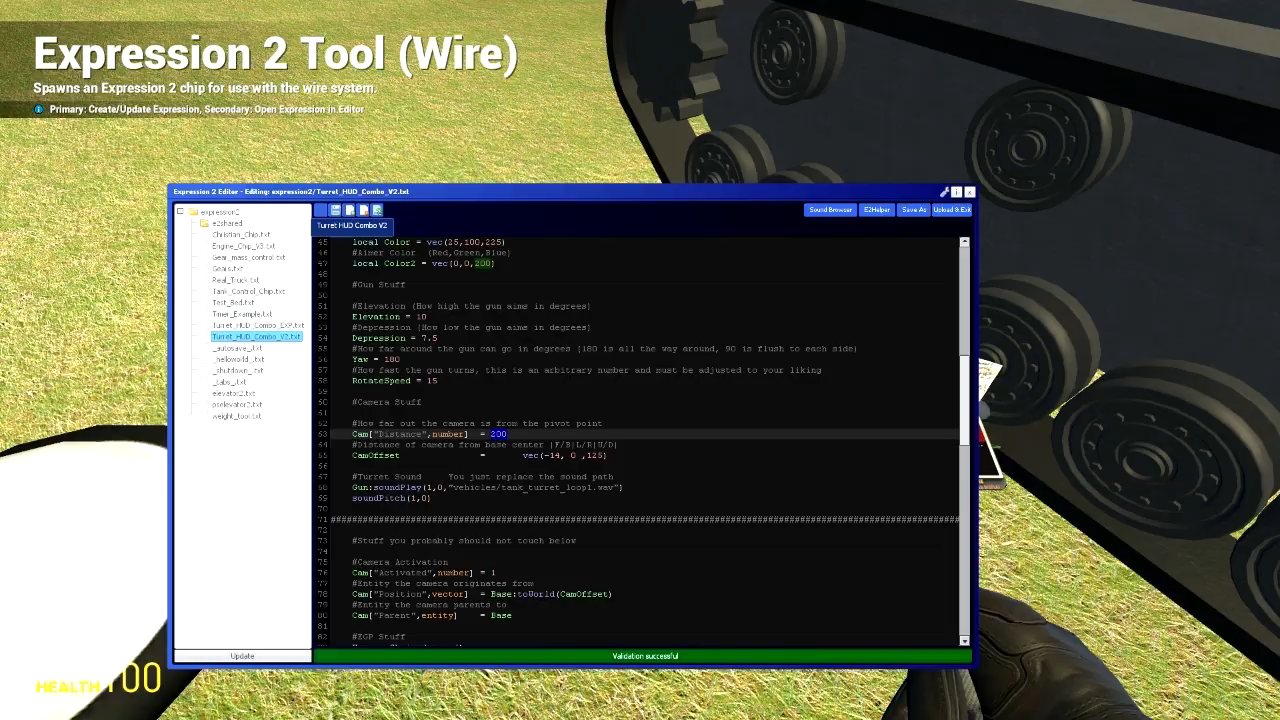 Expression 2 Tool (Wire)
Spawns an Expression 2 chip for use with the wire system.
Primary: Create/Update Expression, Secondary: Open Expression in Editor
Expression 2 Editor - Editing: expression2/Turret_HUD_Combo_V2.txt
Sound Browser E2Helper Save As Upload & Exit
Turret HUD Combo V2
expression2
e2shared
Christian_Chip.txt
Engine_Chip_V3.txt
Gear_mass_control.txt
Gears.txt
Real_Truck.txt
Tank_Control_Chip.txt
Test_Bed.txt
Timer_Example.txt
Turret_HUD_Combo_EXP.txt
Turret_HUD_Combo_V2.txt
_autosave_.txt
_helloworld_.txt
_shutdown_.txt
_tabs_.txt
elevator2.txt
pselevator2.txt
weight_tool.txt
Update
45 local Color = vec(25,100,225)
46 #Aimer Color (Red,Green,Blue)
47 local Color2 = vec(0,0,200)
48
49 #Gun Stuff
50
51 #Elevation (How high the gun aims in degrees)
52 Elevation = 10
53 #Depression (How low the gun aims in degrees)
54 Depression = 7.5
55 #How far around the gun can go in degrees (180 is all the way around, 90 is flush to each side)
56 Yaw = 180
57 #How fast the gun turns, this is an arbitrary number and must be adjusted to your liking
58 RotateSpeed = 15
59
60 #Camera Stuff
61
62 #How far out the camera is from the pivot point
63 Cam["Distance",number] = 200
64 #Distance of camera from base center |F/B|L/R|U/D|
65 CamOffset = vec(-14, 0 ,125)
66
67 #Turret Sound You just replace the sound path
68 Gun:soundPlay(1,0,"vehicles/tank_turret_loop1.wav")
69 soundPitch(1,0)
70
71 ####################################################################################################
72
73 #Stuff you probably should not touch below
74
75 #Camera Activation
76 Cam["Activated",number] = 1
77 #Entity the camera originates from
78 Cam["Position",vector] = Base:toWorld(CamOffset)
79 #Entity the camera parents to
80 Cam["Parent",entity] = Base
81
82 #EGP Stuff
Validation successful
HEALTH 100